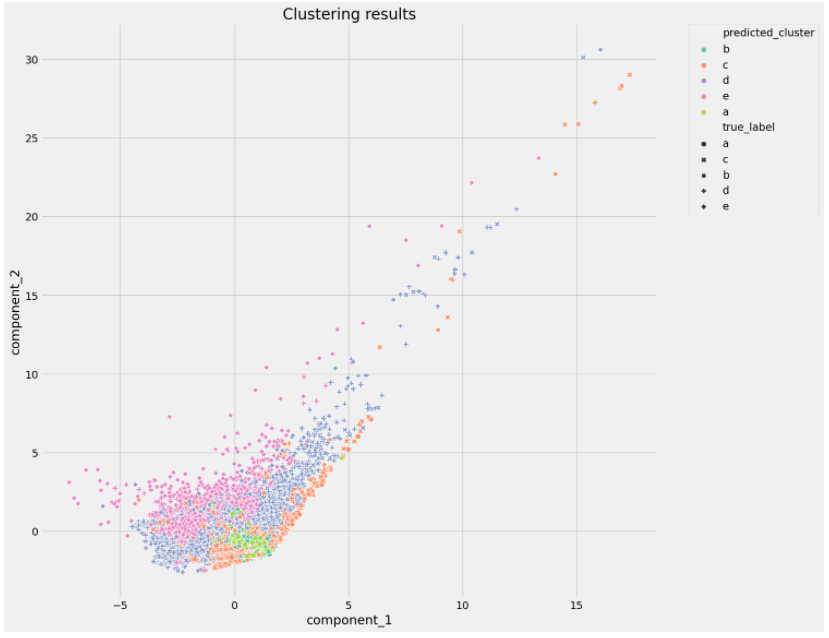 Clustering results
predicted_cluster
b
c
d
e
a
true_label
a
c
b
d
e
30
25
20
15
10
5
0
component_2
−5
0
5
10
15
component_1